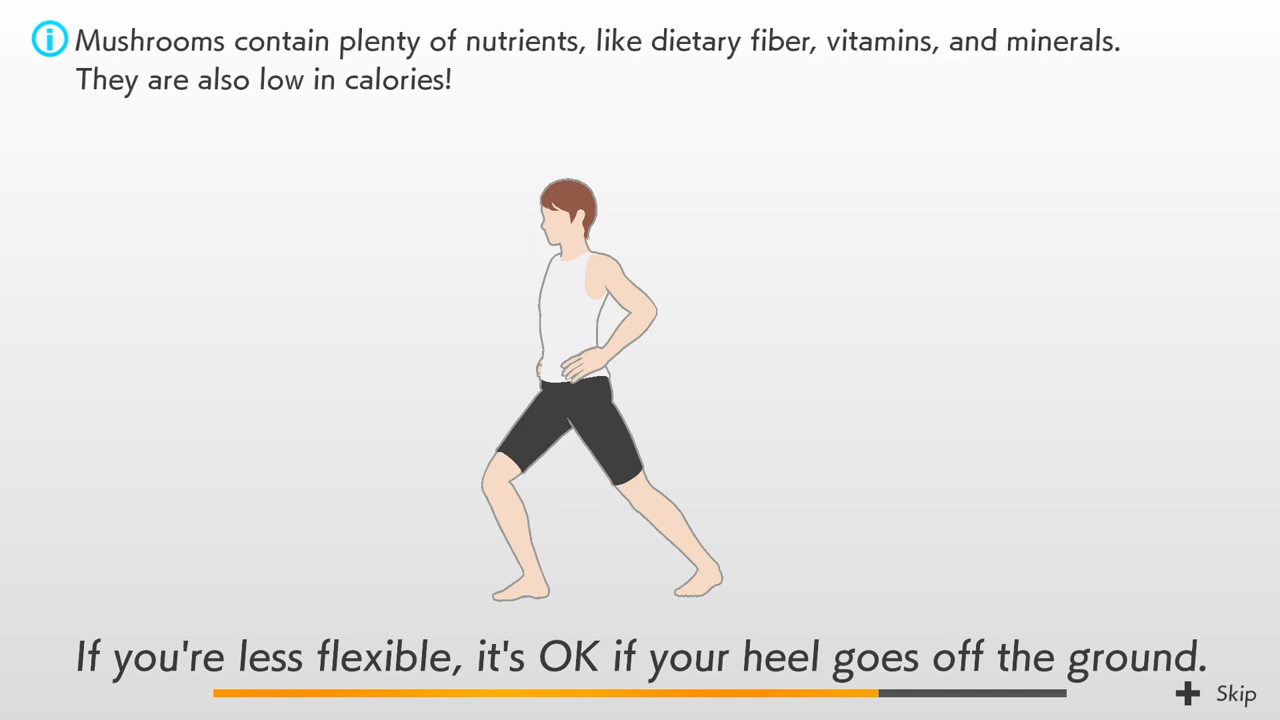 Mushrooms contain plenty of nutrients, like dietary fiber, vitamins, and minerals.
They are also low in calories!
If you're less flexible, it's OK if your heel goes off the ground.
Skip